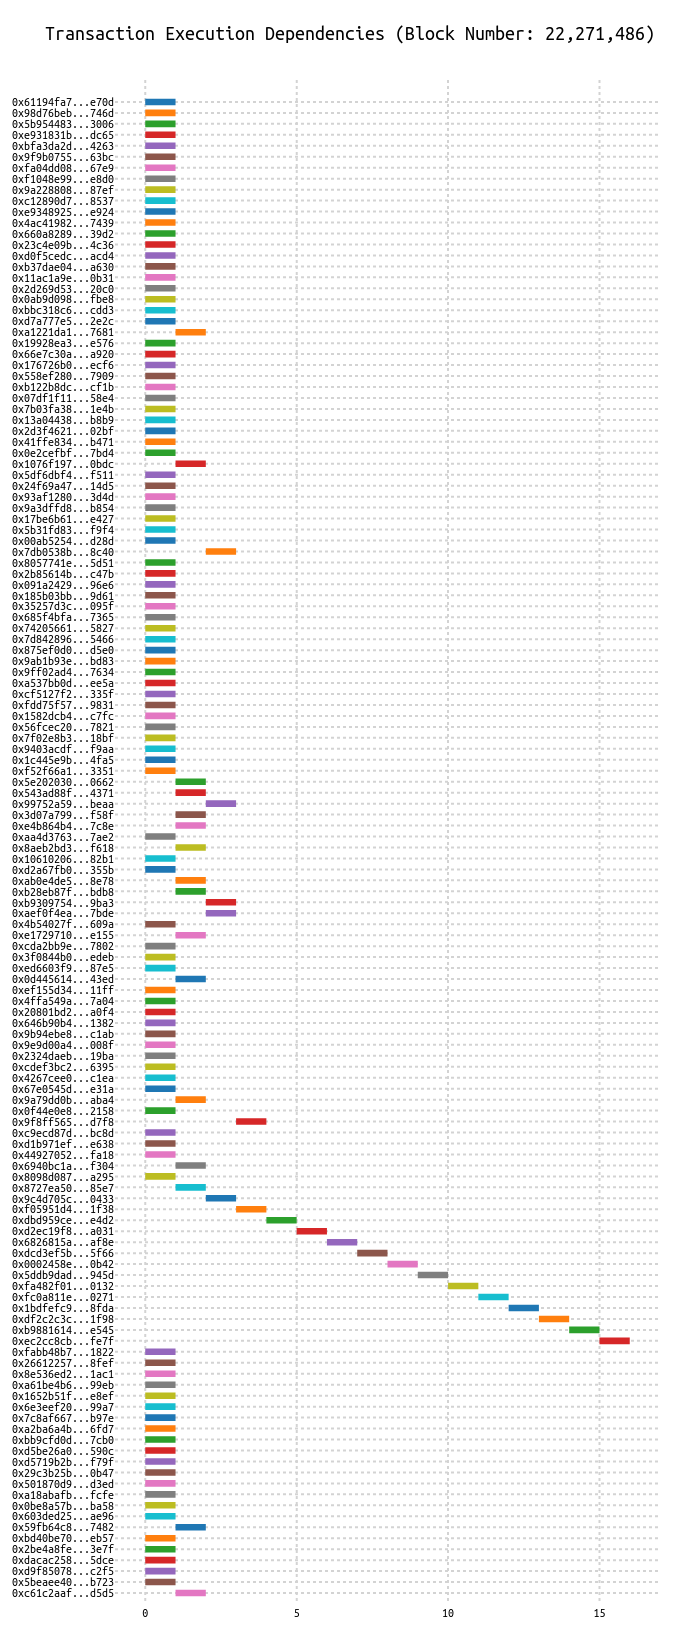 Transaction Execution Dependencies (Block Number: 22,271,486)
0x61194fa7...e70d
0x98d76beb...746d
0x5b954483...3006
0xe931831b...dc65
0xbfa3da2d...4263
0x9f9b0755...63bc
0xfa04dd08...67e9
0xf1048e99...e8d0
0x9a228808...87ef
0xc12890d7...8537
0xe9348925...e924
0x4ac41982...7439
0x660a8289...39d2
0x23c4e09b...4c36
0xd0f5cedc...acd4
0xb37dae04...a630
0x11ac1a9e...0b31
0x2d269d53...20c0
0x0ab9d098...fbe8
0xbbc318c6...cdd3
0xd7a777e5...2e2c
0xa1221da1...7681
0x19928ea3...e576
0x66e7c30a...a920
0x176726b0...ecf6
0x558ef280...7909
0xb122b8dc...cf1b
0x07df1f11...58e4
0x7b03fa38...1e4b
0x13a04438...b8b9
0x2d3f4621...02bf
0x41ffe834...b471
0x0e2cefbf...7bd4
0x1076f197...0bdc
0x5df6dbf4...f511
0x24f69a47...14d5
0x93af1280...3d4d
0x9a3dffd8...b854
0x17be6b61...e427
0x5b31fd83...f9f4
0x00ab5254...d28d
0x7db0538b...8c40
0x8057741e...5d51
0x2b85614b...c47b
0x091a2429...96e6
0x185b03bb...9d61
0x35257d3c...095f
0x685f4bfa...7365
0x74205661...5827
0x7d842896...5466
0x875ef0d0...d5e0
0x9ab1b93e...bd83
0x9ff02ad4...7634
0xa537bb0d...ee5a
0xcf5127f2...335f
0xfdd75f57...9831
0x1582dcb4...c7fc
0x56fcec20...7821
0x7f02e8b3...18bf
0x9403acdf...f9aa
0x1c445e9b...4fa5
0xf52f66a1...3351
0x5e202030...0662
0x543ad88f...4371
0x99752a59...beaa
0x3d07a799...f58f
0xe4b864b4...7c8e
0xaa4d3763...7ae2
0x8aeb2bd3...f618
0x10610206...82b1
0xd2a67fb0...355b
0xab0e4de5...8e78
0xb28eb87f...bdb8
0xb9309754...9ba3
0xaef0f4ea...7bde
0x4b54027f...609a
0xe1729710...e155
0xcda2bb9e...7802
0x3f0844b0...edeb
0xed6603f9...87e5
0x0d445614...43ed
0xef155d34...11ff
0x4ffa549a...7a04
0x20801bd2...a0f4
0x646b90b4...1382
0x9b94ebe8...c1ab
0x9e9d00a4...008f
0x2324daeb...19ba
0xcdef3bc2...6395
0x4267cee0...c1ea
0x67e0545d...e31a
0x9a79dd0b...aba4
0x0f44e0e8...2158
0x9f8ff565...d7f8
0xc9ecd87d...bc8d
0xd1b971ef...e638
0x44927052...fa18
0x6940bc1a...f304
0x8098d087...a295
0x8727ea50...85e7
0x9c4d705c...0433
0xf05951d4...1f38
0xdbd959ce...e4d2
0xd2ec19f8...a031
0x6826815a...af8e
0xdcd3ef5b...5f66
0x0002458e...0b42
0x5ddb9dad...945d
0xfa482f01...0132
0xfc0a811e...0271
0x1bdfefc9...8fda
0xdf2c2c3c...1f98
0xb9881614...e545
0xec2cc8cb...fe7f
0xfabb48b7...1822
0x26612257...8fef
0x8e536ed2...1ac1
0xa61be4b6...99eb
0x1652b51f...e8ef
0x6e3eef20...99a7
0x7c8af667...b97e
0xa2ba6a4b...6fd7
0xbb9cfd0d...7cb0
0xd5be26a0...590c
0xd5719b2b...f79f
0x29c3b25b...0b47
0x501870d9...d3ed
0xa18abafb...fcfe
0x0be8a57b...ba58
0x603ded25...ae96
0x59fb64c8...7482
0xbd40be70...eb57
0x2be4a8fe...3e7f
0xdacac258...5dce
0xd9f85078...c2f5
0x5beaee40...b723
0xc61c2aaf...d5d5
0 5 10 15